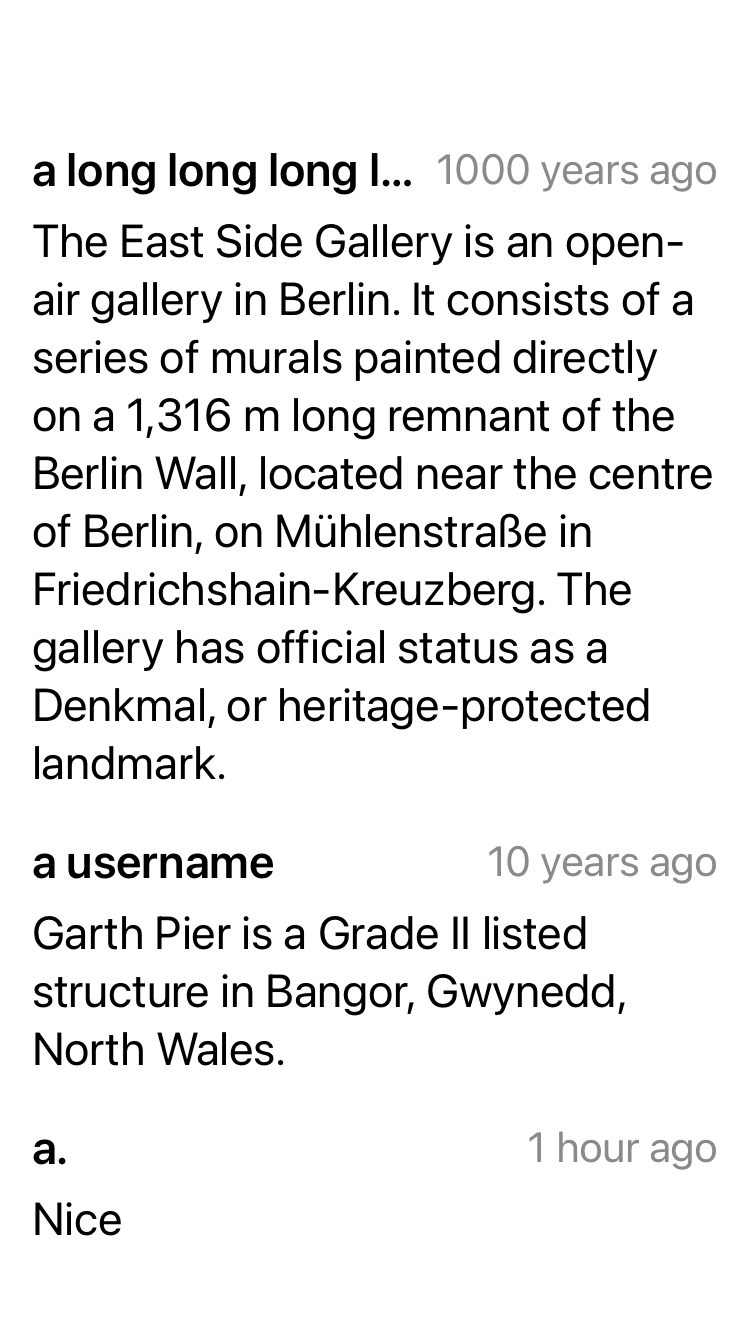 a long long long l... 1000 years ago
The East Side Gallery is an open-
air gallery in Berlin. It consists of a
series of murals painted directly
on a 1,316 m long remnant of the
Berlin Wall, located near the centre
of Berlin, on Mühlenstraße in
Friedrichshain-Kreuzberg. The
gallery has official status as a
Denkmal, or heritage-protected
landmark.
a username 10 years ago
Garth Pier is a Grade II listed
structure in Bangor, Gwynedd,
North Wales.
a. 1 hour ago
Nice